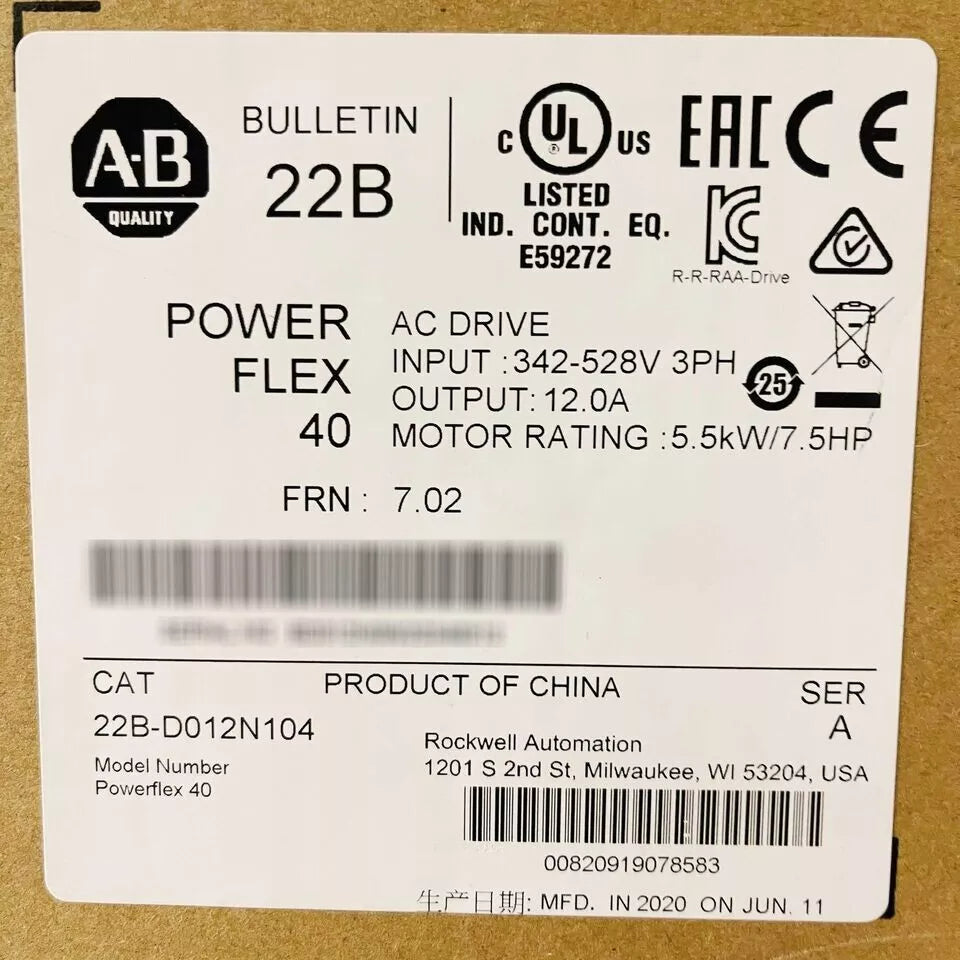 A-B
QUALITY
BULLETIN
22B
C UL US
®
LISTED
IND. CONT. EQ.
E59272
EAC CE
KC
R-R-RAA-Drive
POWER
FLEX
40
AC DRIVE
INPUT :342-528V 3PH
OUTPUT: 12.0A
MOTOR RATING :5.5kW/7.5HP
25
FRN : 7.02
CAT
22B-D012N104
Model Number
Powerflex 40
PRODUCT OF CHINA
SER
A
Rockwell Automation
1201 S 2nd St, Milwaukee, WI 53204, USA
00820919078583
生产日期: MFD. IN 2020 ON JUN. 11